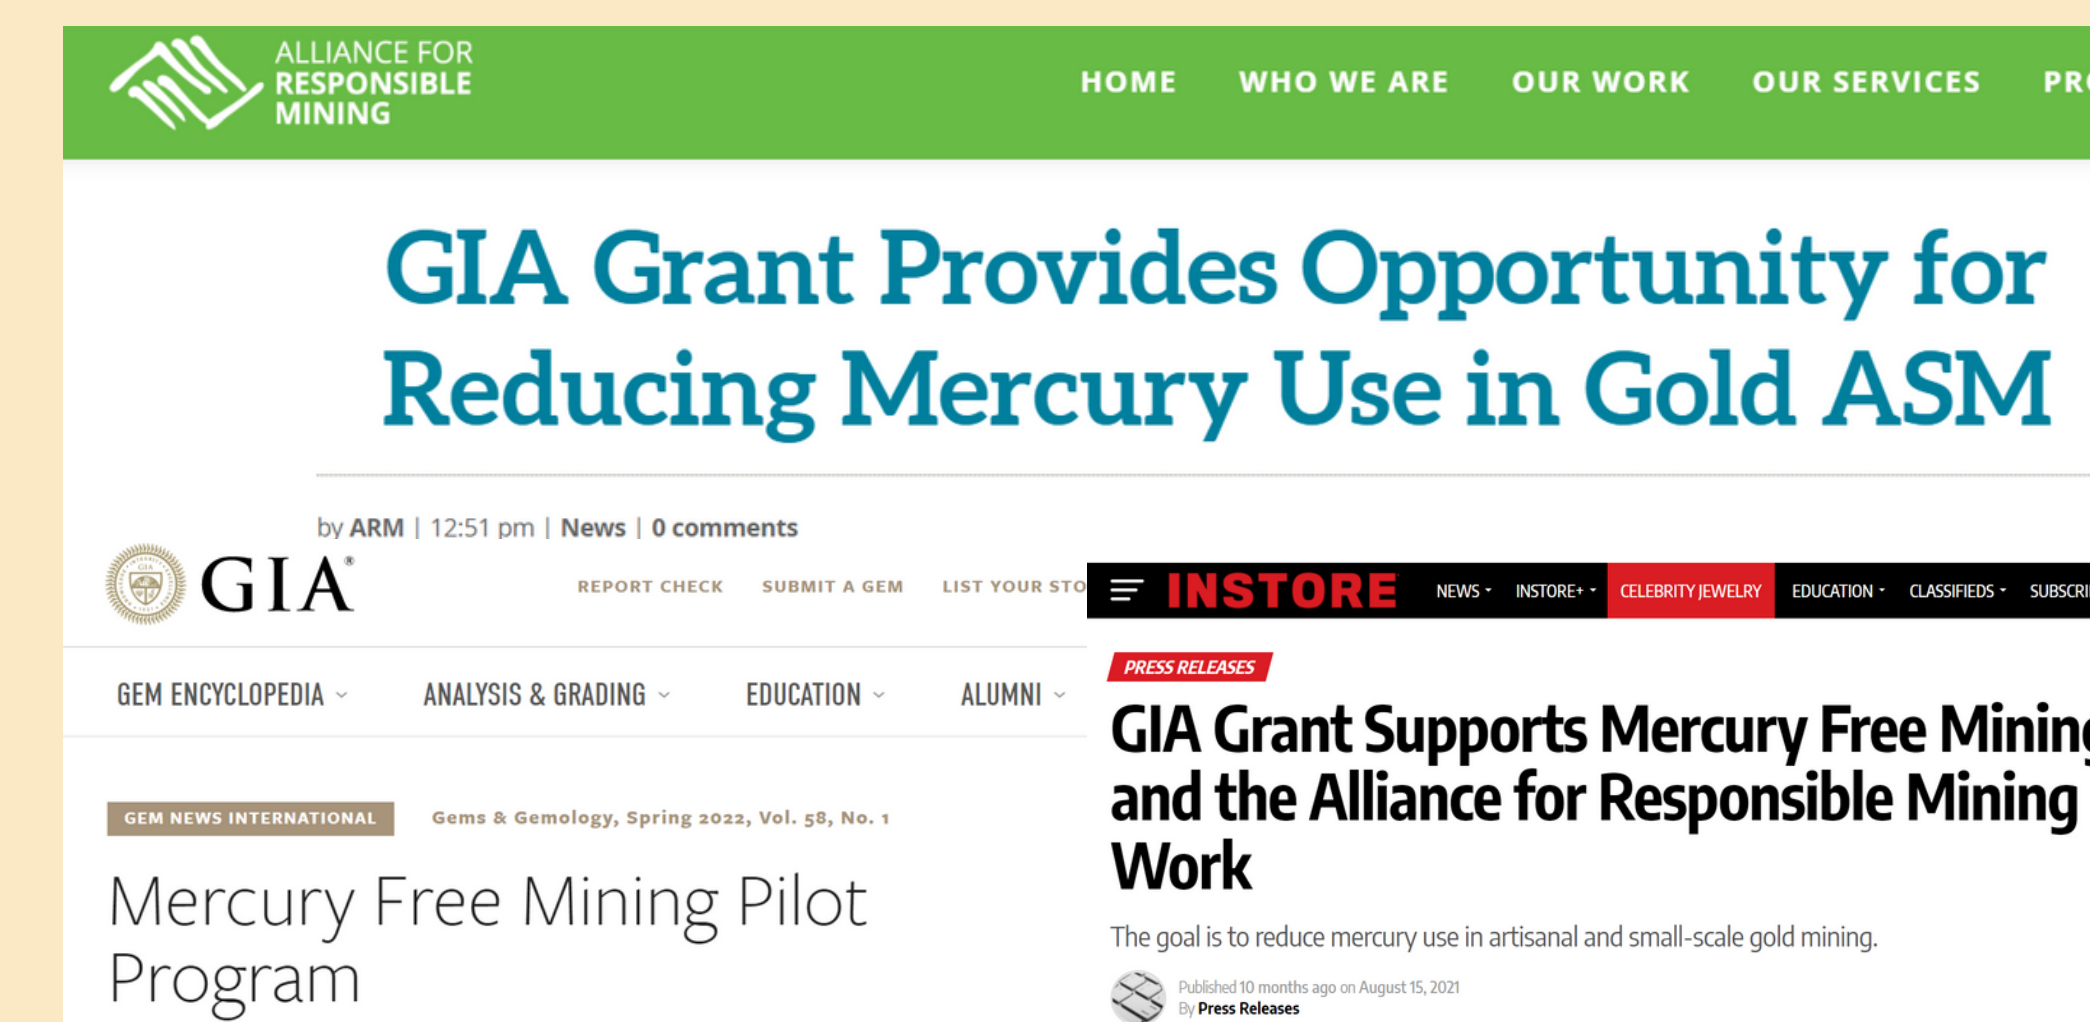 ALLIANCE FOR
RESPONSIBLE
MINING
HOME WHO WE ARE OUR WORK OUR SERVICES
GIA Grant Provides Opportunity for
Reducing Mercury Use in Gold ASM
by ARM | 12:51 pm | News | 0 comments
GIA
GIA®
REPORT CHECK SUBMIT A GEM LIST YOUR
GEM ENCYCLOPEDIA ANALYSIS & GRADING EDUCATION ALUMNI
GEM NEWS INTERNATIONAL Gems & Gemology, Spring 2022, Vol. 58, No. 1
Mercury Free Mining Pilot
Program
INSTORE NEWS INSTORE+ CELEBRITY JEWELRY EDUCATION CLASSIFIEDS
PRESS RELEASES
GIA Grant Supports Mercury Free Mining
and the Alliance for Responsible Mining
Work
The goal is to reduce mercury use in artisanal and small-scale gold mining.
Published 10 months ago on August 15, 2021
By Press Releases